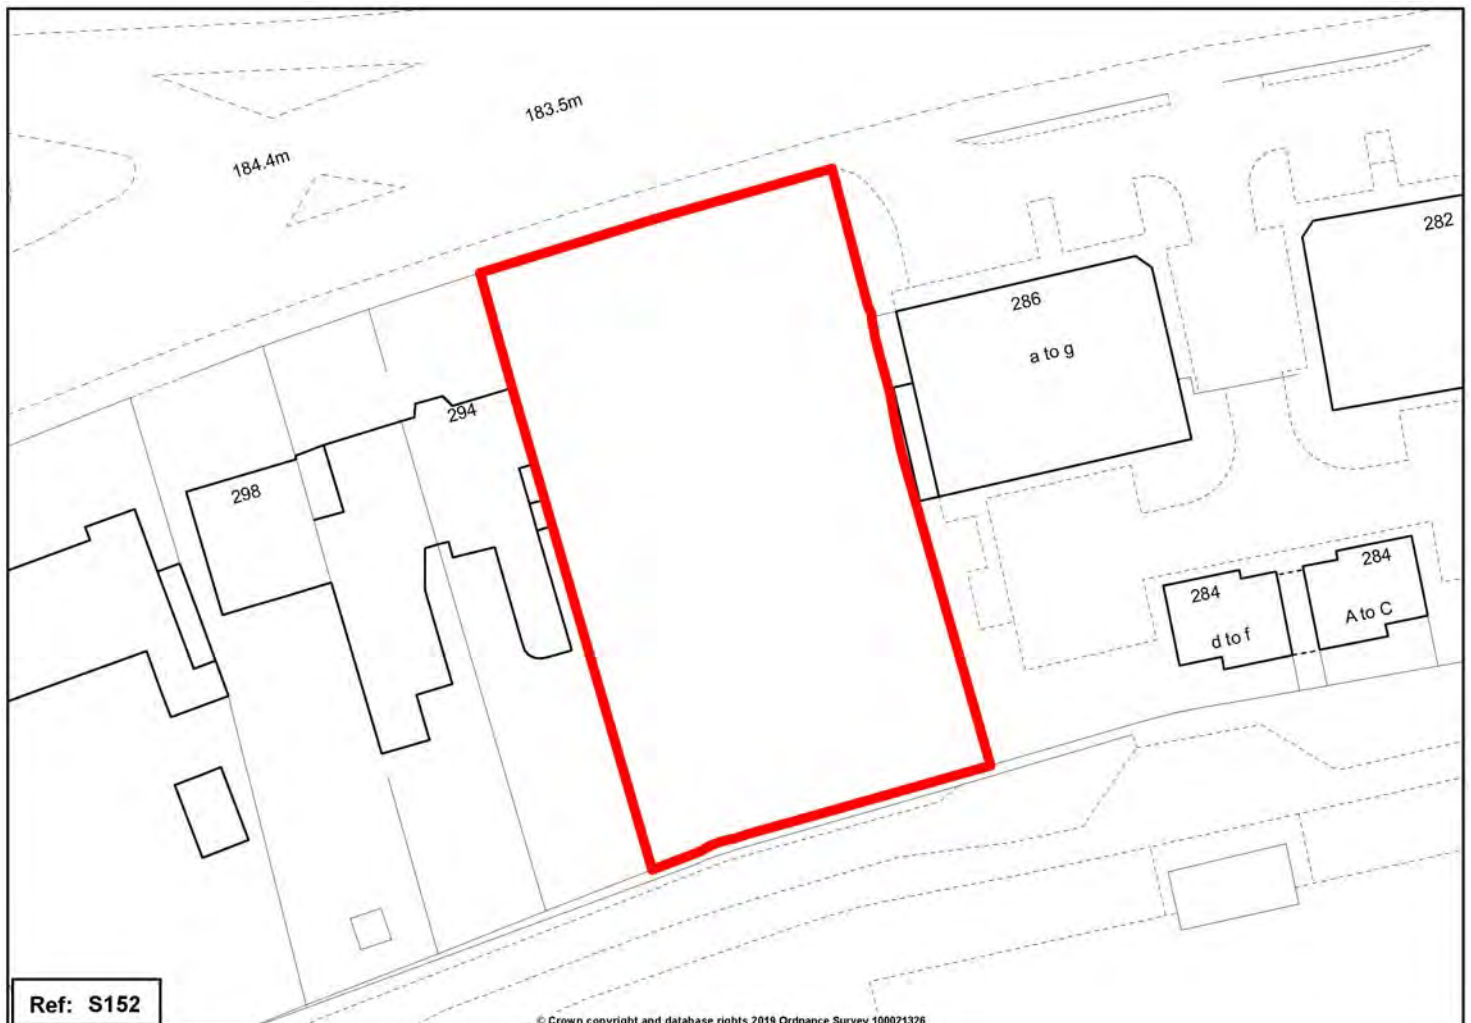 183.5m
184.4m
282
286
a to g
294
298
284
A to C
284
d to f
Ref: S152
© Crown copyright and database rights 2019 Ordnance Survey 100021326